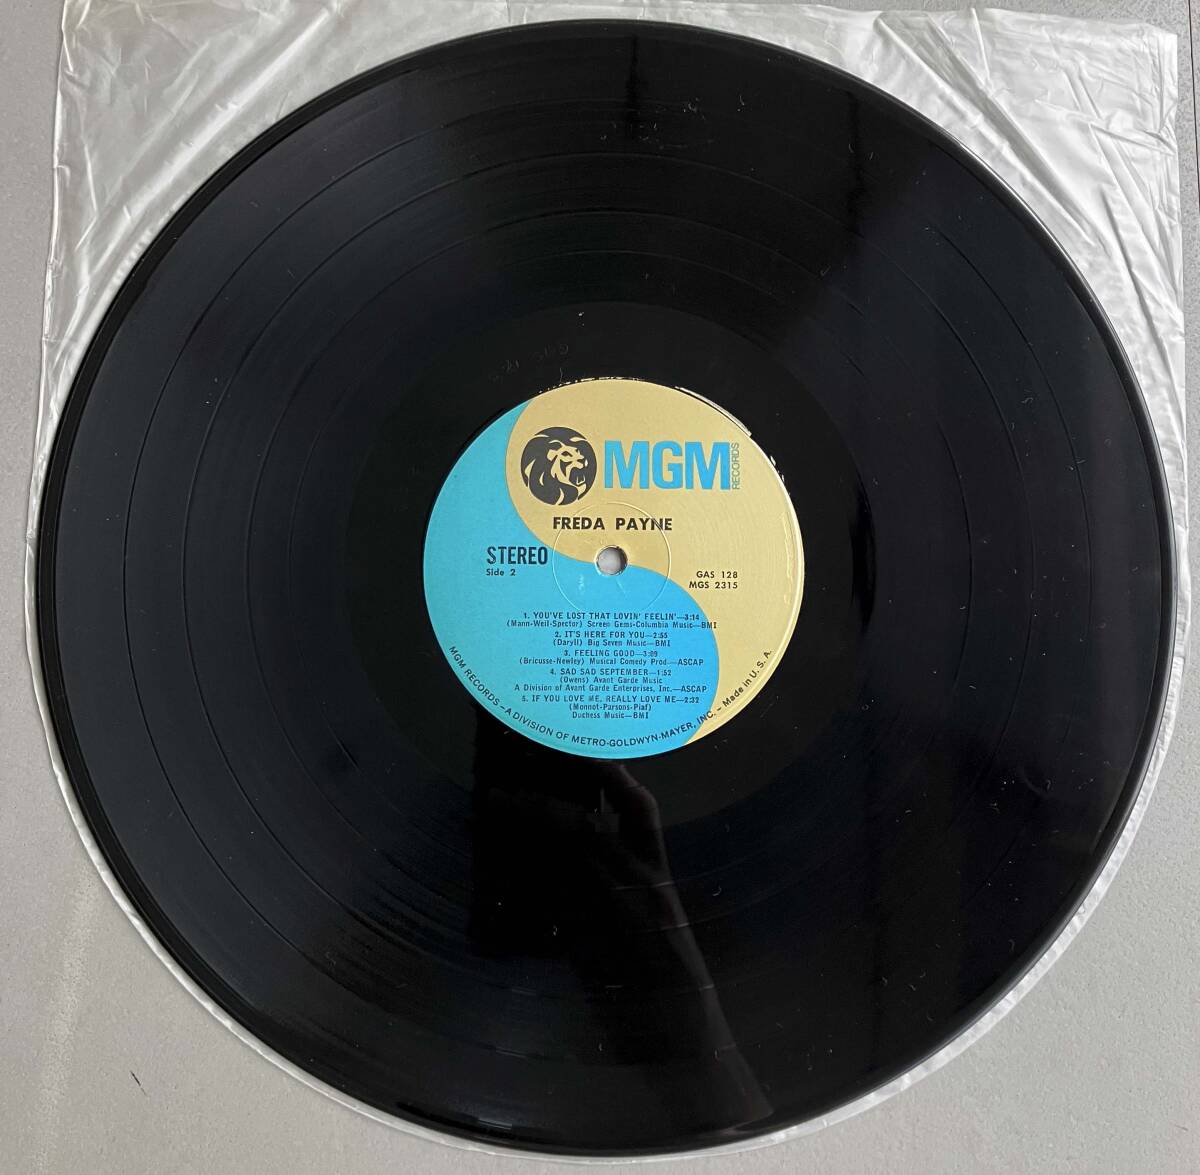 MGM
RECORDS
FREDA PAYNE
STEREO
Side 2
GAS 128
MGS 2315
1. YOU'VE LOST THAT LOVIN' FEELIN'—3:14
(Mann-Weil-Spector) Screen Gems-Columbia Music—BMI
2. IT'S HERE FOR YOU—2:55
(Daryll) Big Seven Music—BMI
3. FEELING GOOD—3:09
(Bricusse-Newley) Musical Comedy Prod—ASCAP
4. SAD SAD SEPTEMBER—1:52
(Owens) Avant Garde Music
A Division of Avant Garde Enterprises, Inc.—ASCAP
5. IF YOU LOVE ME, REALLY LOVE ME—2:32
(Monnot-Parsons-Piaf)
Duchess Music—BMI
MGM RECORDS – A DIVISION OF METRO-GOLDWYN-MAYER, INC. – Made in U. S. A.